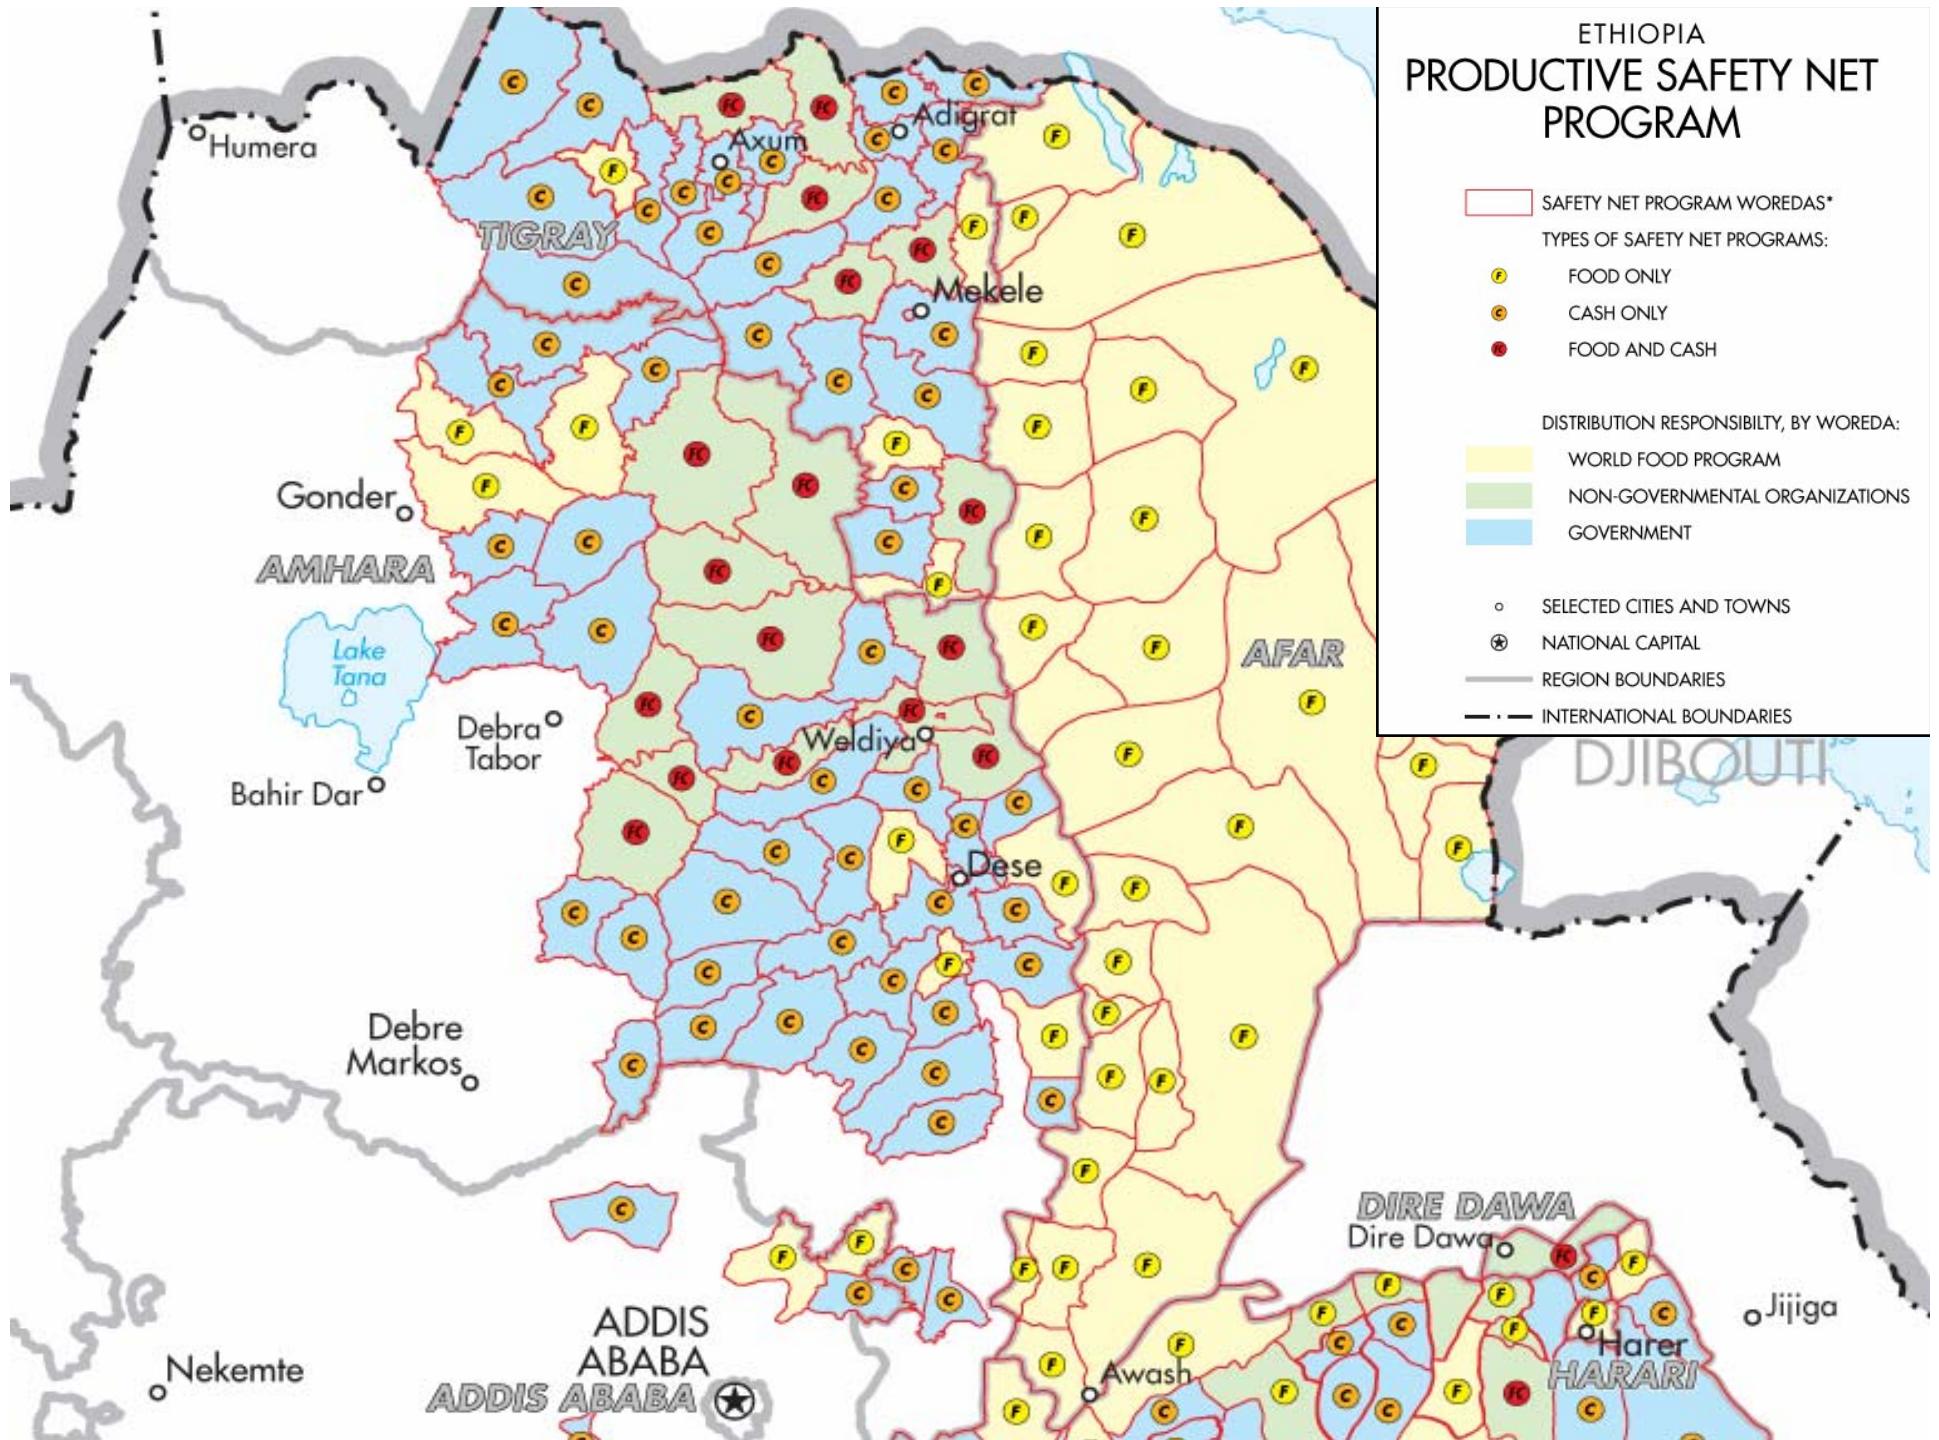 ETHIOPIA
PRODUCTIVE SAFETY NET
PROGRAM
SAFETY NET PROGRAM WOREDAS*
TYPES OF SAFETY NET PROGRAMS:
F FOOD ONLY
C CASH ONLY
FC FOOD AND CASH
DISTRIBUTION RESPONSIBILTY, BY WOREDA:
WORLD FOOD PROGRAM
NON-GOVERNMENTAL ORGANIZATIONS
GOVERNMENT
SELECTED CITIES AND TOWNS
NATIONAL CAPITAL
REGION BOUNDARIES
INTERNATIONAL BOUNDARIES
Humera
Adigrat
Axum
TIGRAY
Mekele
Gonder
AMHARA
Lake
Tana
AFAR
Debra
Tabor
Weldiya
DJIBOUTI
Bahir Dar
Dese
Debre
Markos
DIRE DAWA
Dire Dawa
Jijiga
ADDIS
ABABA
Harer
HARARI
Nekemte
Awash
ADDIS ABABA